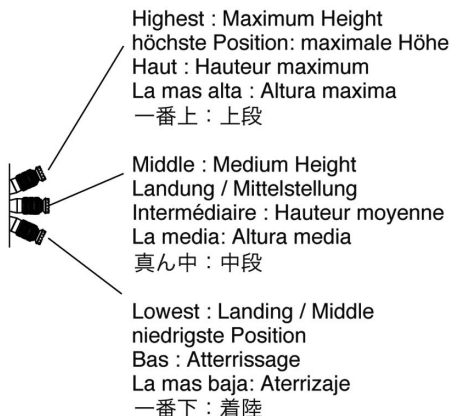 Highest : Maximum Height
höchste Position: maximale Höhe
Haut : Hauteur maximum
La mas alta : Altura maxima
一番上：上段
Middle : Medium Height
Landung / Mittelstellung
Intermédiaire : Hauteur moyenne
La media: Altura media
真ん中：中段
Lowest : Landing / Middle
niedrigste Position
Bas : Atterrissage
La mas baja: Aterrizaje
一番下：着陸